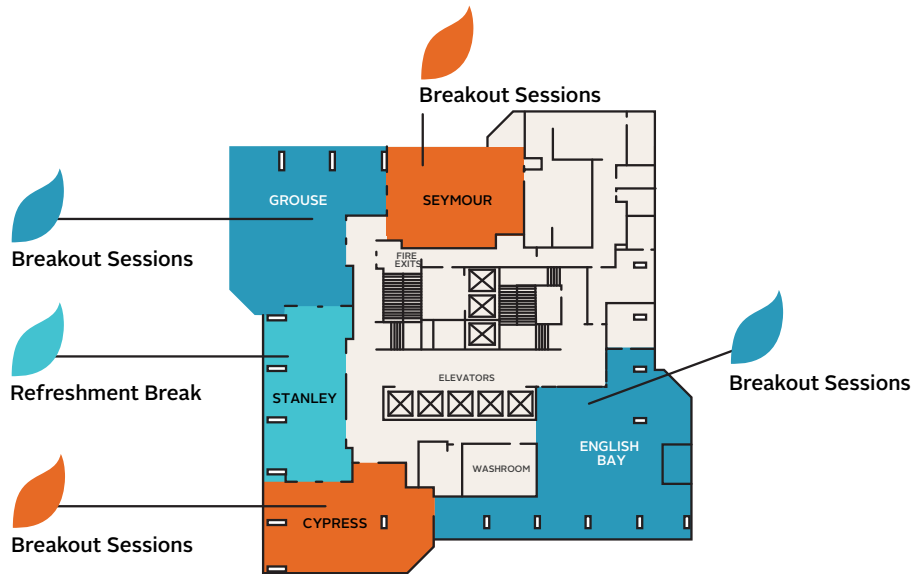 Breakout Sessions
GROUSE
SEYMOUR
Breakout Sessions
FIRE
EXITS
Refreshment Break
STANLEY
ELEVATORS
Breakout Sessions
ENGLISH
BAY
WASHROOM
CYPRESS
Breakout Sessions